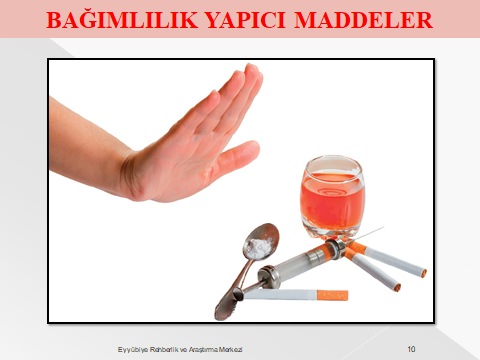 BAĞIMLILIK YAPICI MADDELER
Eyyübiye Rehberlik ve Araştırma Merkezi
10